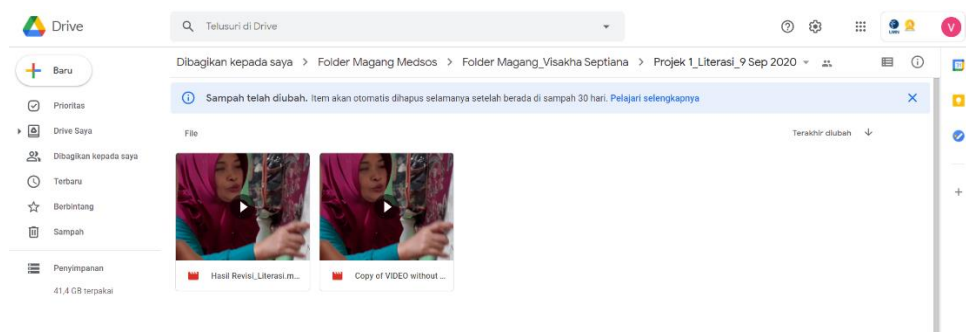 Drive
Telusuri di Drive
V
Baru
Dibagikan kepada saya > Folder Magang Medsos > Folder Magang_Visakha Septiana > Projek 1_Literasi_9 Sep 2020
Sampah telah diubah. Item akan otomatis dihapus selamanya setelah berada di sampah 30 hari. Pelajari selengkapnya
Prioritas
Drive Saya
Dibagikan kepada saya
Terbaru
Berbintang
Sampah
Penyimpanan
41,4 GB terpakai
File
Terakhir diubah
Hasil Revisi_Literasi.m...
Copy of VIDEO without ...